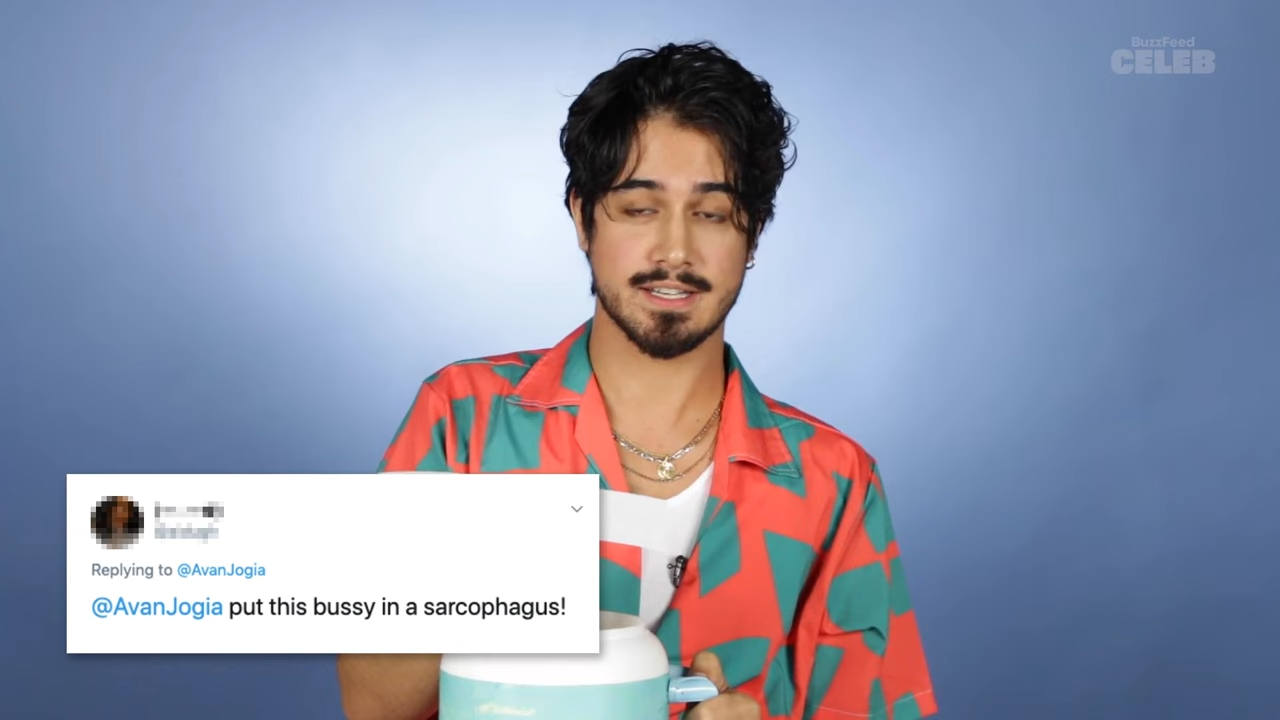 BuzzFeed
CELEB
Replying to @AvanJogia
@AvanJogia put this bussy in a sarcophagus!